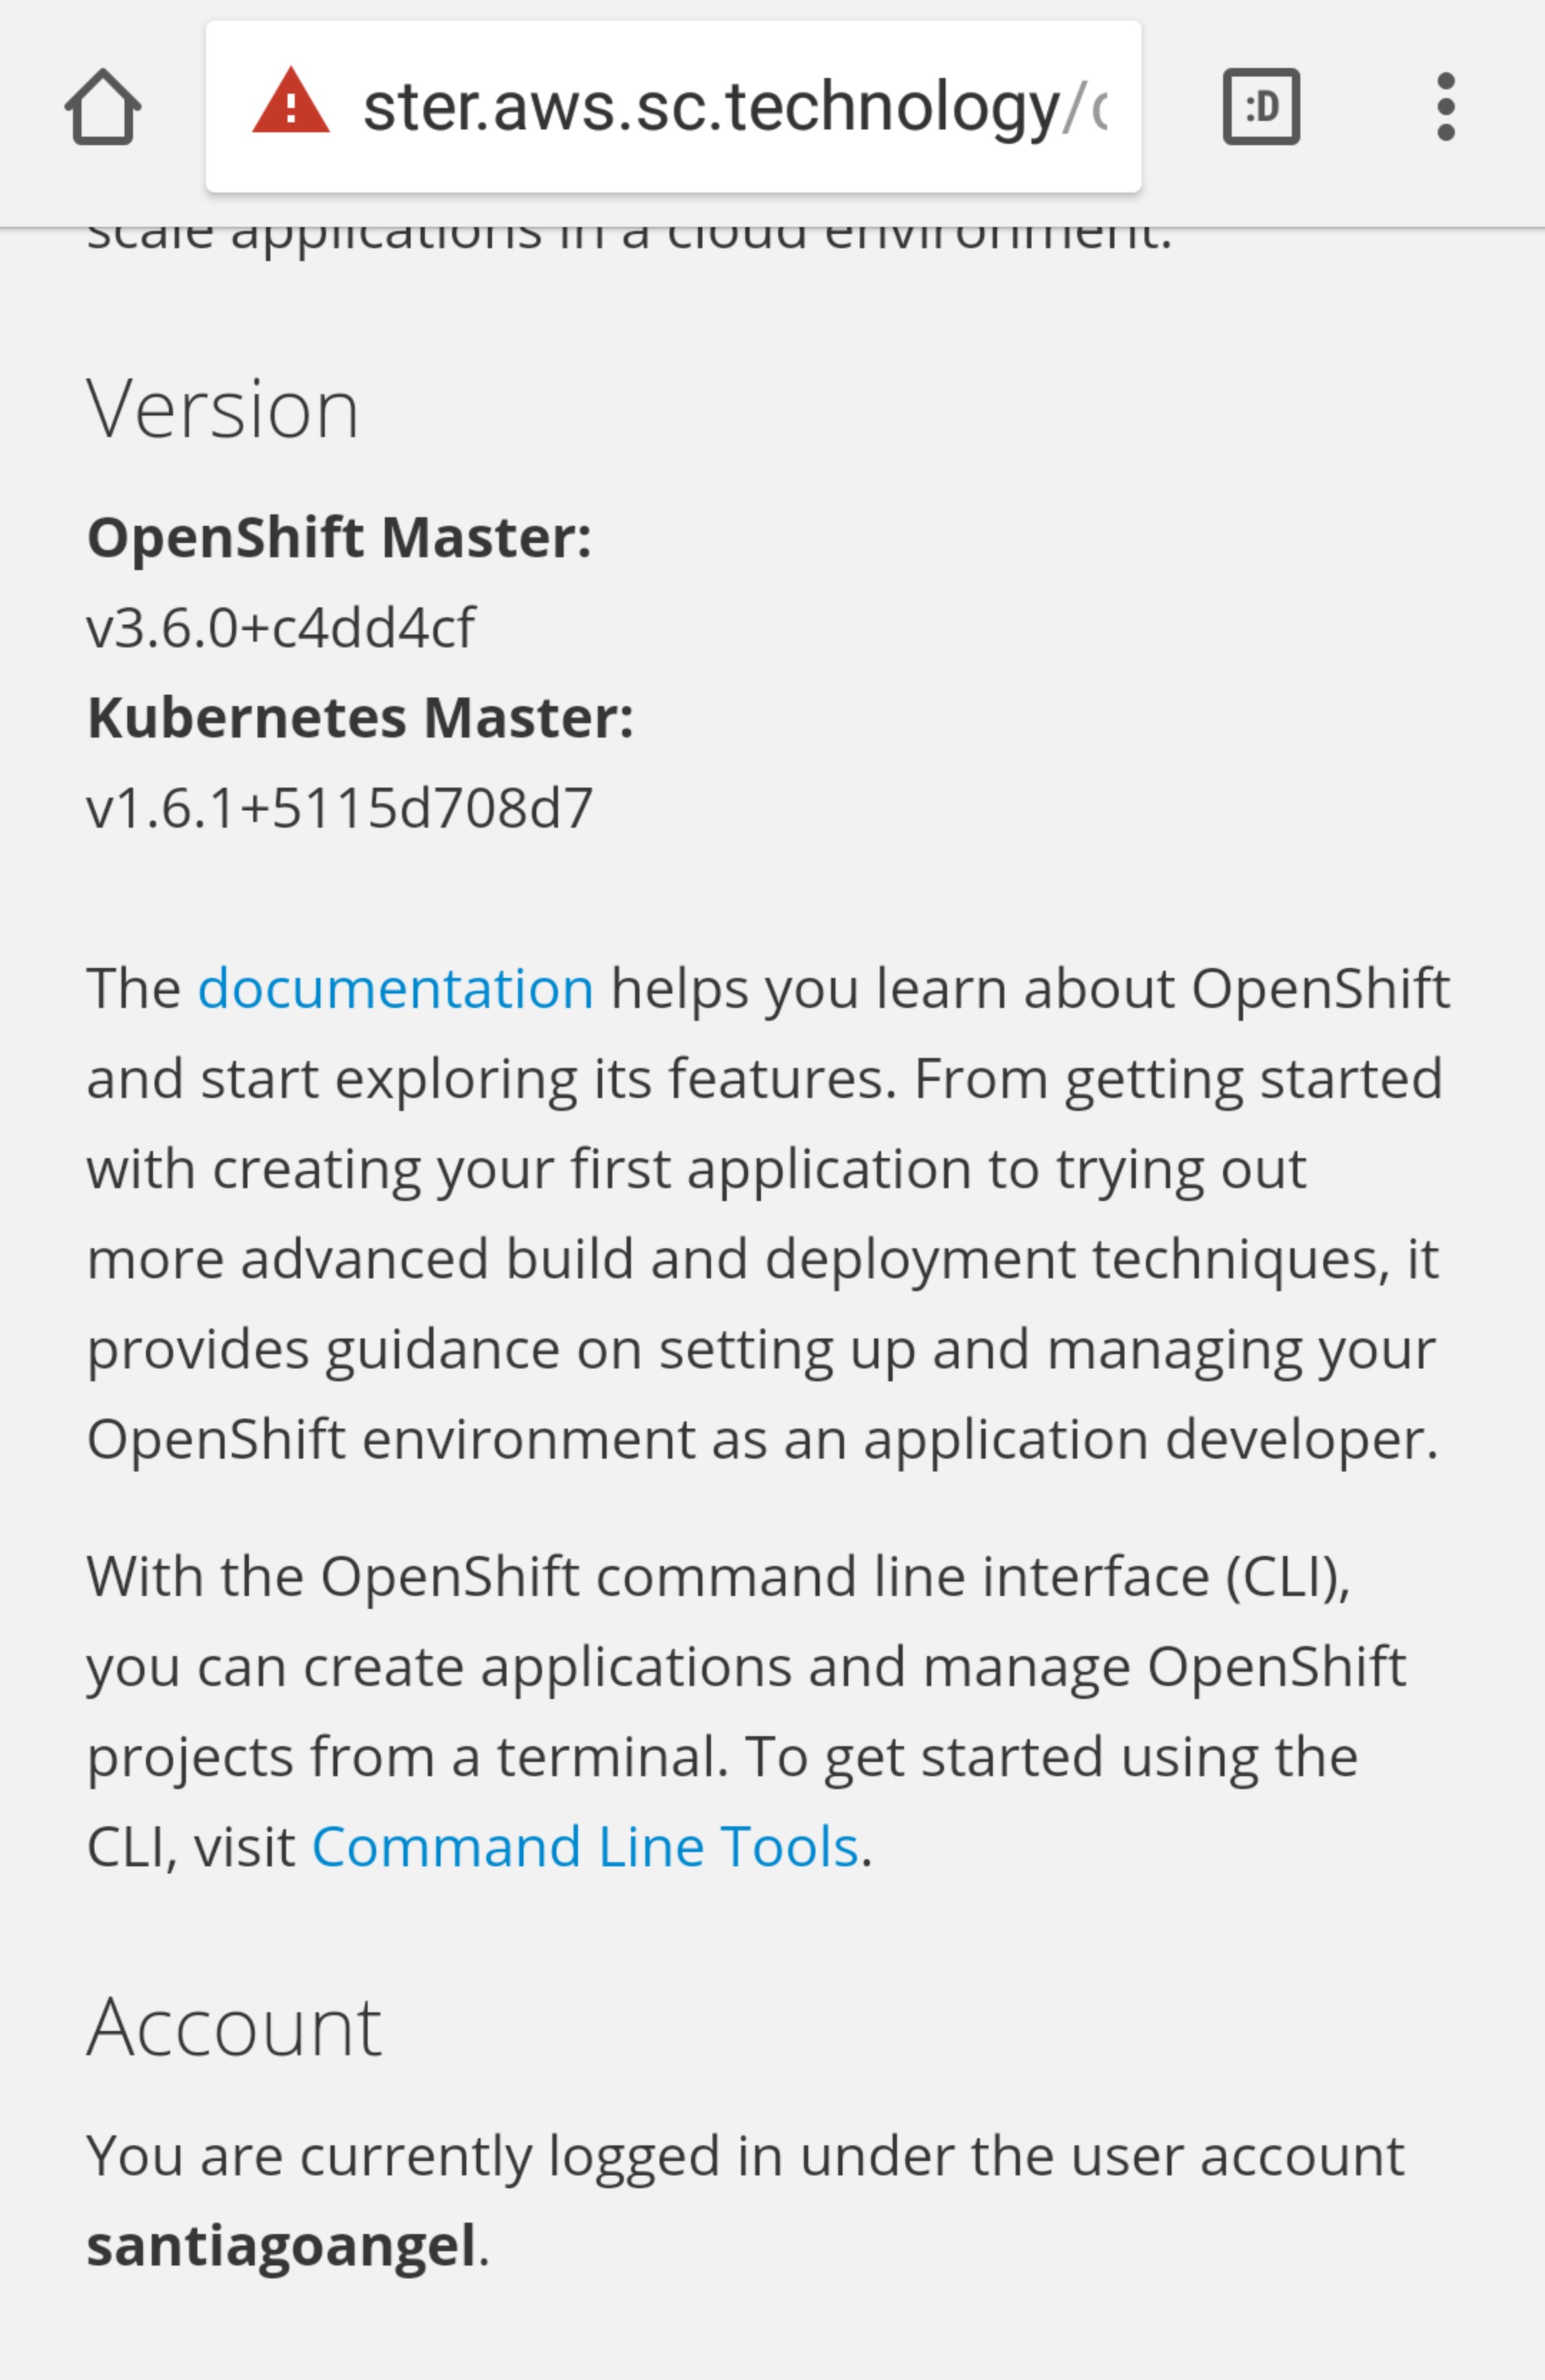 ster.aws.sc.technology/
:D
scale applications in a cloud environment.
Version
OpenShift Master:
v3.6.0+c4dd4cf
Kubernetes Master:
v1.6.1+5115d708d7
The documentation helps you learn about OpenShift
and start exploring its features. From getting started
with creating your first application to trying out
more advanced build and deployment techniques, it
provides guidance on setting up and managing your
OpenShift environment as an application developer.
With the OpenShift command line interface (CLI),
you can create applications and manage OpenShift
projects from a terminal. To get started using the
CLI, visit Command Line Tools.
Account
You are currently logged in under the user account
santiagoangel.